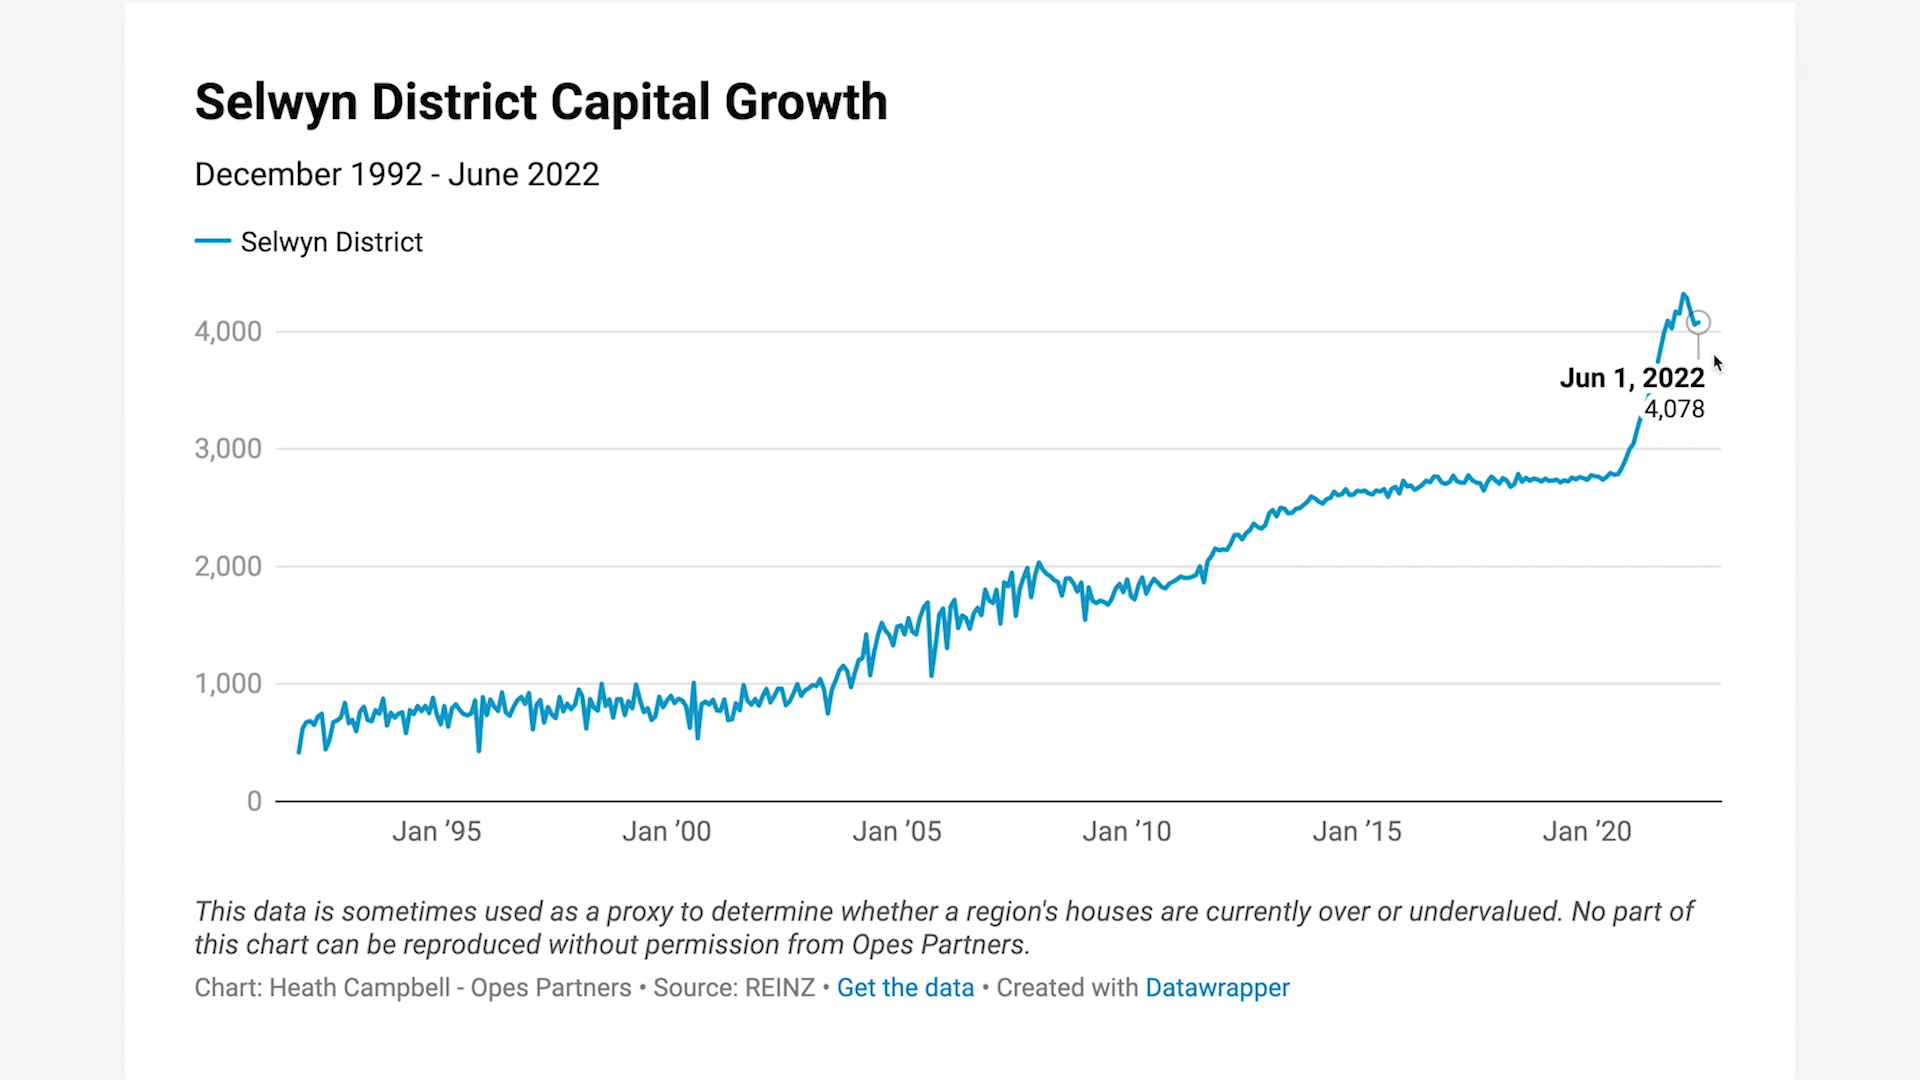 Selwyn District Capital Growth
December 1992 - June 2022
Selwyn District
4,000
Jun 1, 2022
4,078
3,000
2,000
1,000
0
Jan ’95 Jan ’00 Jan ’05 Jan ’10 Jan ’15 Jan ’20
This data is sometimes used as a proxy to determine whether a region's houses are currently over or undervalued. No part of
this chart can be reproduced without permission from Opes Partners.
Chart: Heath Campbell - Opes Partners • Source: REINZ • Get the data • Created with Datawrapper